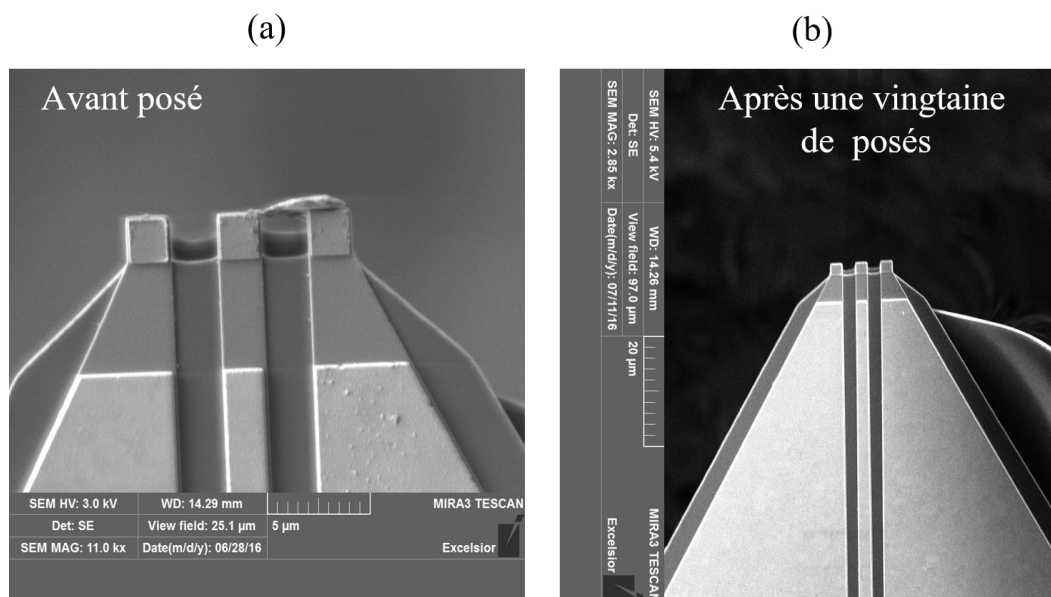 (a)
(b)
Avant posé
SEM HV: 3.0 kV
WD: 14.29 mm
MIRA3 TESCAN
Det: SE
View field: 25.1 µm
5 µm
SEM MAG: 11.0 kx
Date(m/d/y): 06/28/16
Excelsior
Après une vingtaine
de posés
SEM HV: 5.4 kV
WD: 14.26 mm
MIRA3 TESCAN
Det: SE
View field: 97.0 µm
20 µm
SEM MAG: 2.85 kx
Date(m/d/y): 07/11/16
Excelsior